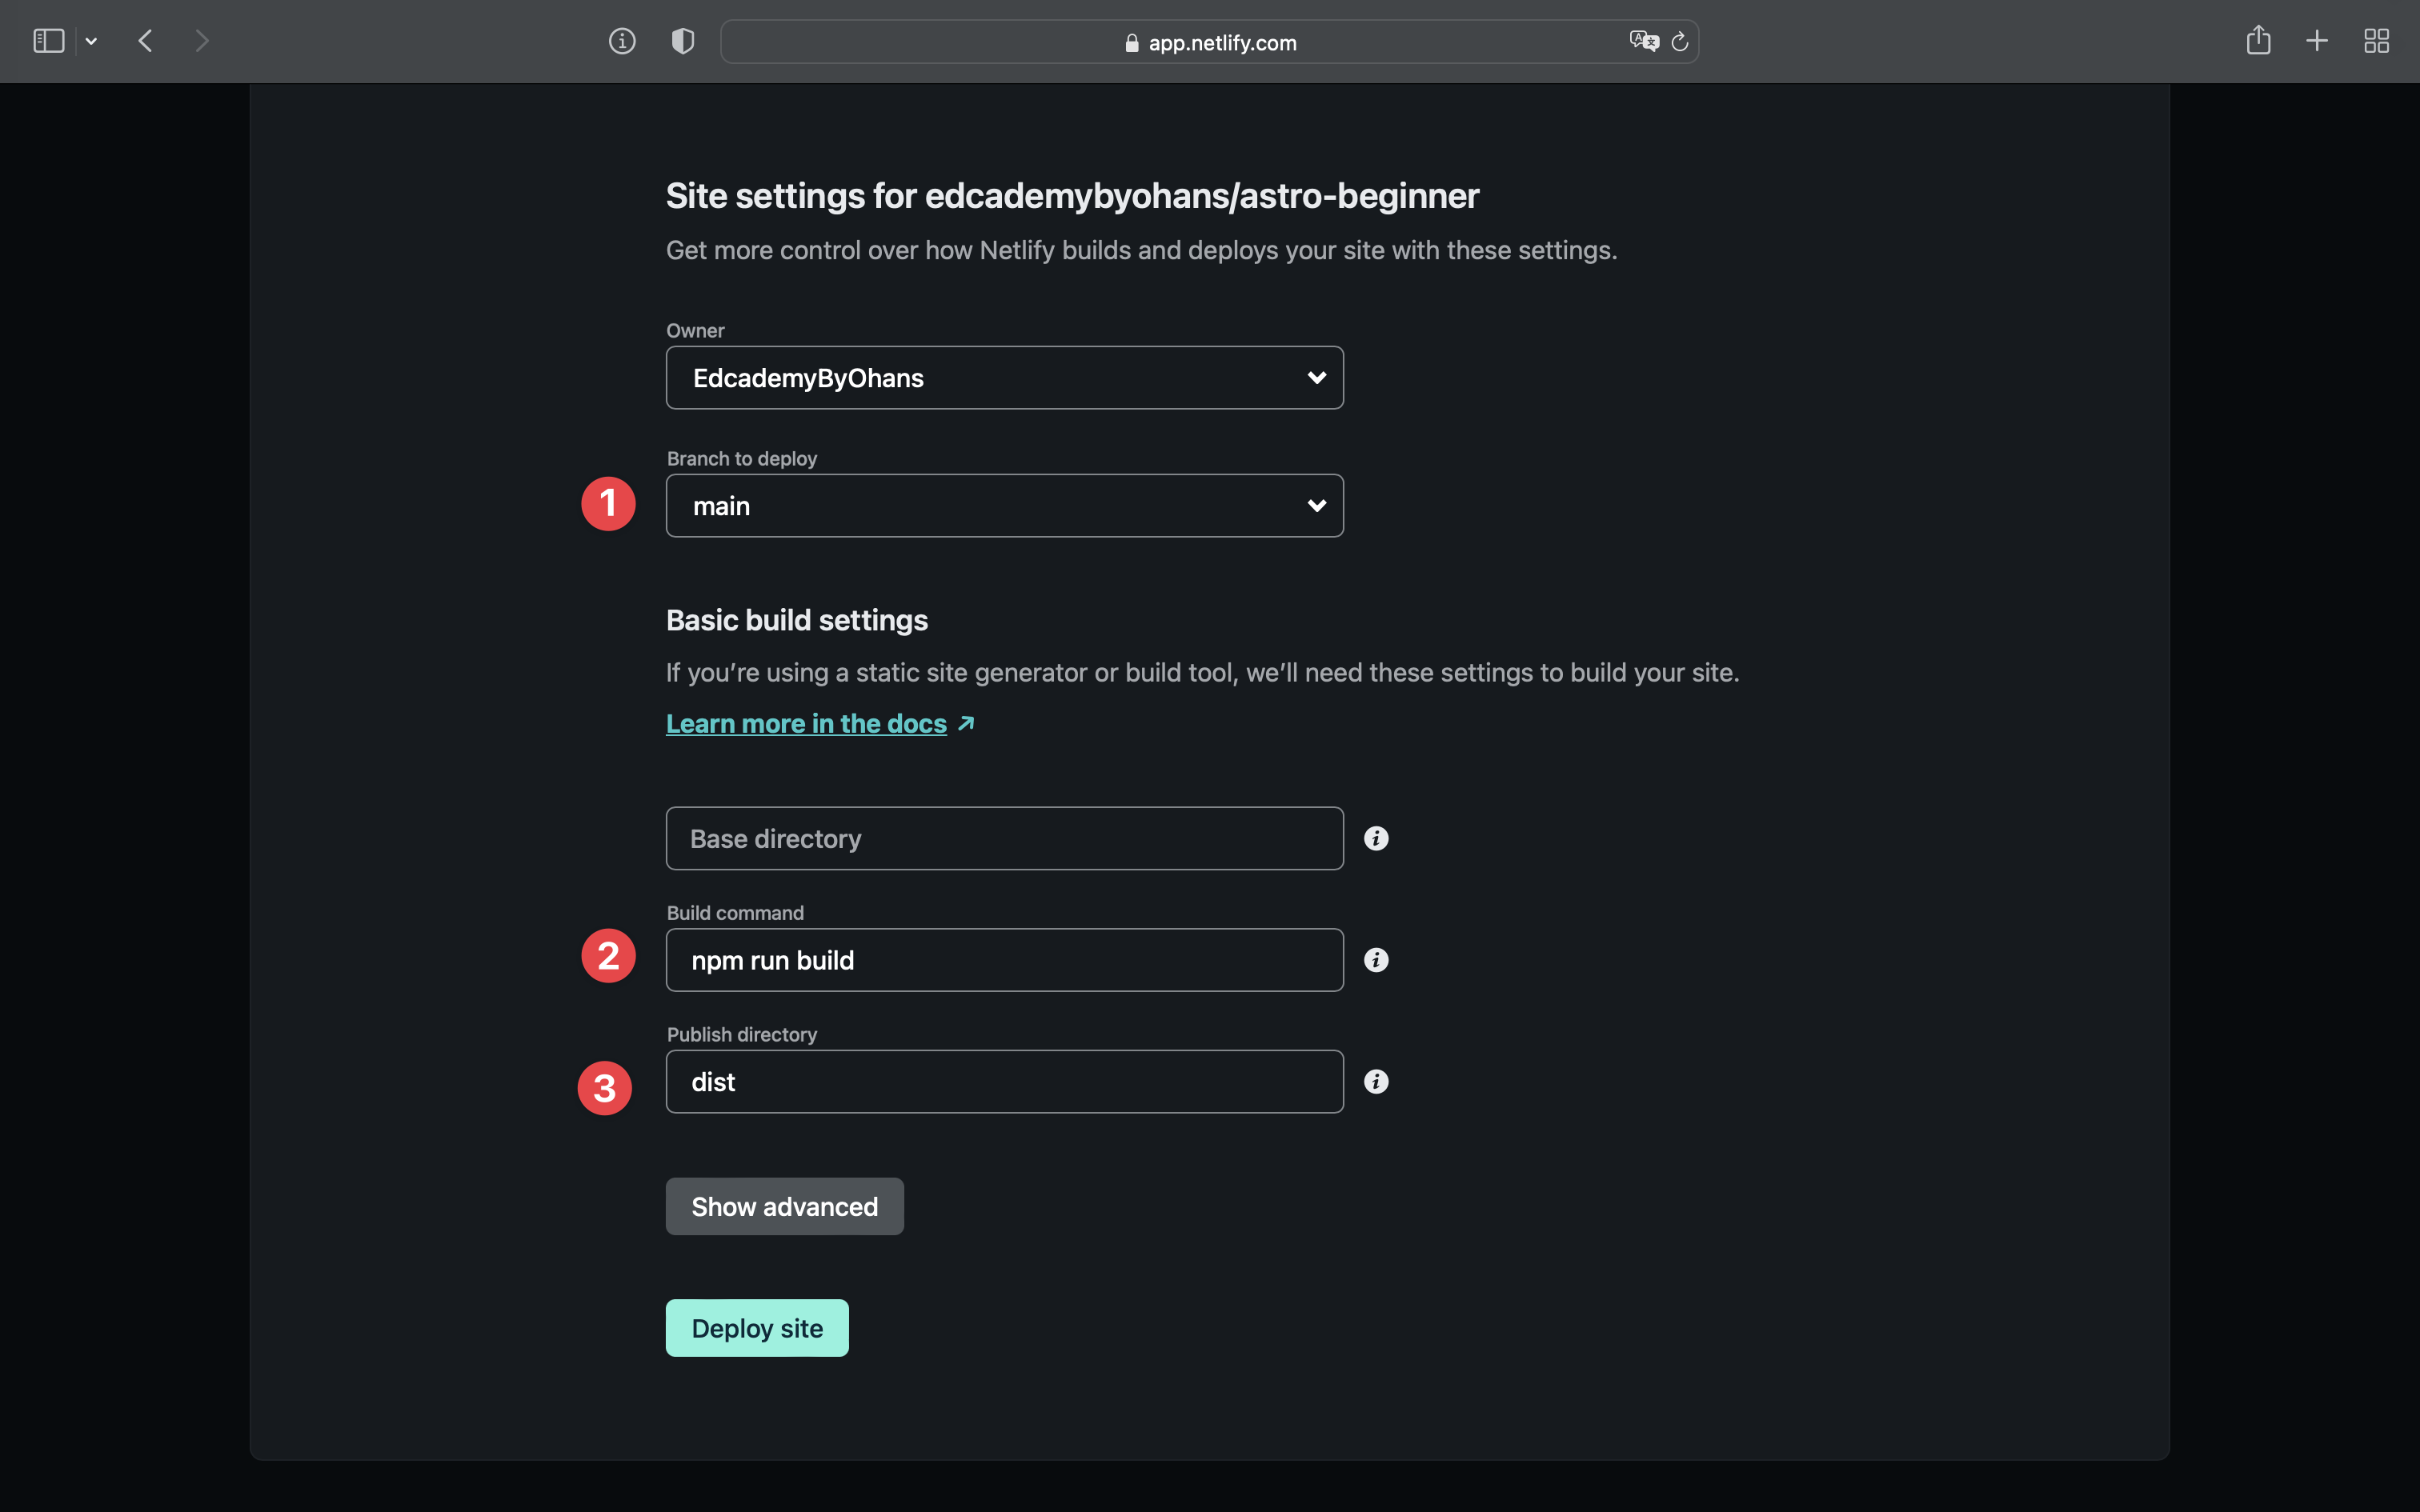 app.netlify.com
Site settings for edcademybyohans/astro-beginner
Get more control over how Netlify builds and deploys your site with these settings.
Owner
EdcademyByOhans
Branch to deploy
1
main
Basic build settings
If you’re using a static site generator or build tool, we’ll need these settings to build your site.
Learn more in the docs
Base directory
Build command
2
npm run build
Publish directory
3
dist
Show advanced
Deploy site